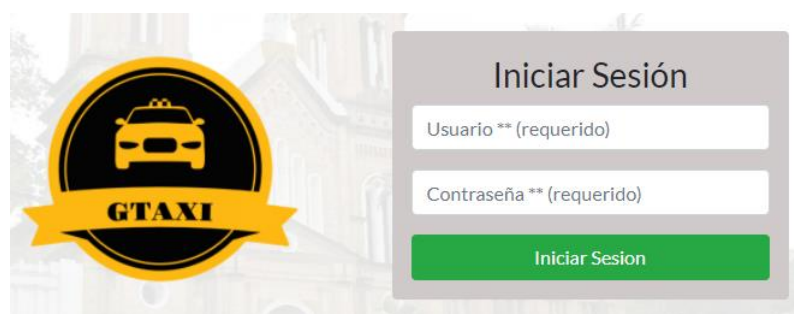 GTAXI
Iniciar Sesión
Usuario ** (requerido)
Contraseña ** (requerido)
Iniciar Sesion